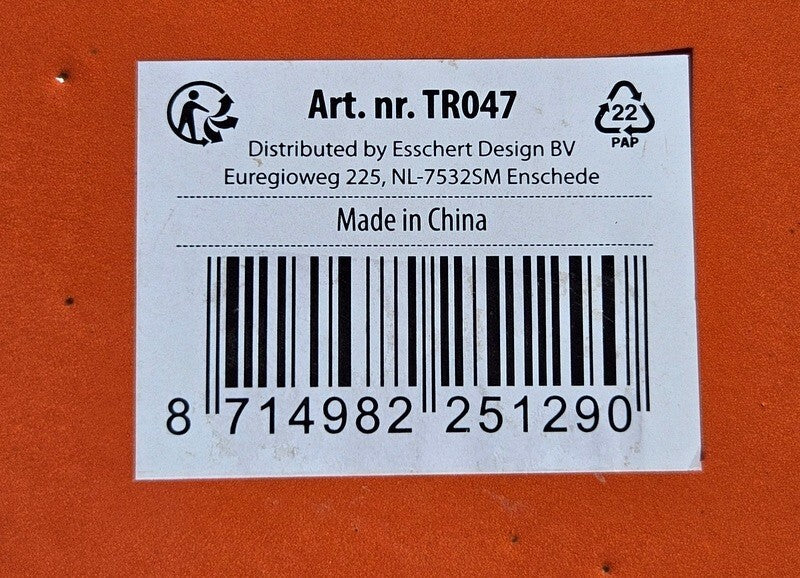 Art. nr. TR047
22
PAP
Distributed by Esschert Design BV
Euregioweg 225, NL-7532SM Enschede
Made in China
8 714982 251290